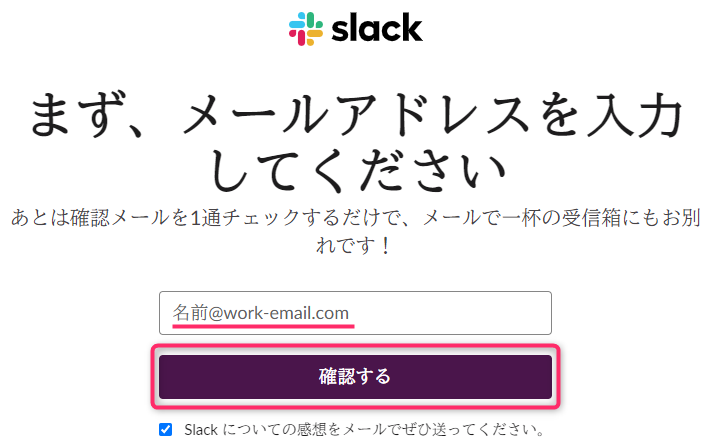 slack
まず、メールアドレスを入力
してください
あとは確認メールを1通チェックするだけで、メールで一杯の受信箱にもお別
れです！
名前@work-email.com
確認する
Slack についての感想をメールでぜひ送ってください。